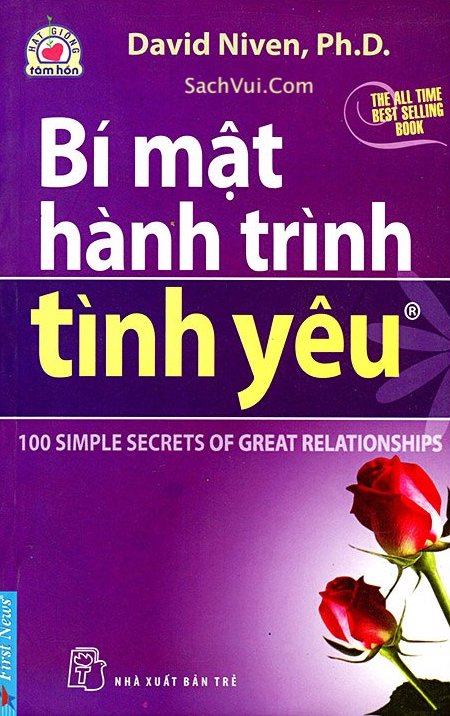 HẠT GIỐNG
tâm hồn
David Niven, Ph.D.
SachVui.Com
THE ALL TIME
BEST SELLING
BOOK
Bí mật
hành trình
tình yêu®
100 SIMPLE SECRETS OF GREAT RELATIONSHIPS
First News
T
NHÀ XUẤT BẢN TRẺ